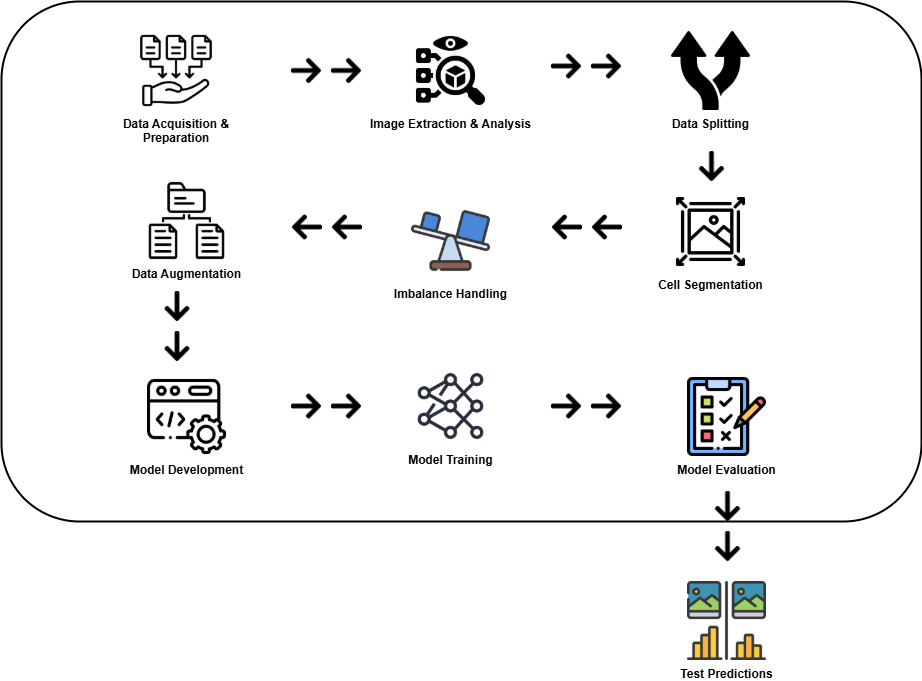 Data Acquisition &
Preparation
Image Extraction & Analysis
Data Splitting
Cell Segmentation
Imbalance Handling
Data Augmentation
Model Development
Model Training
Model Evaluation
Test Predictions